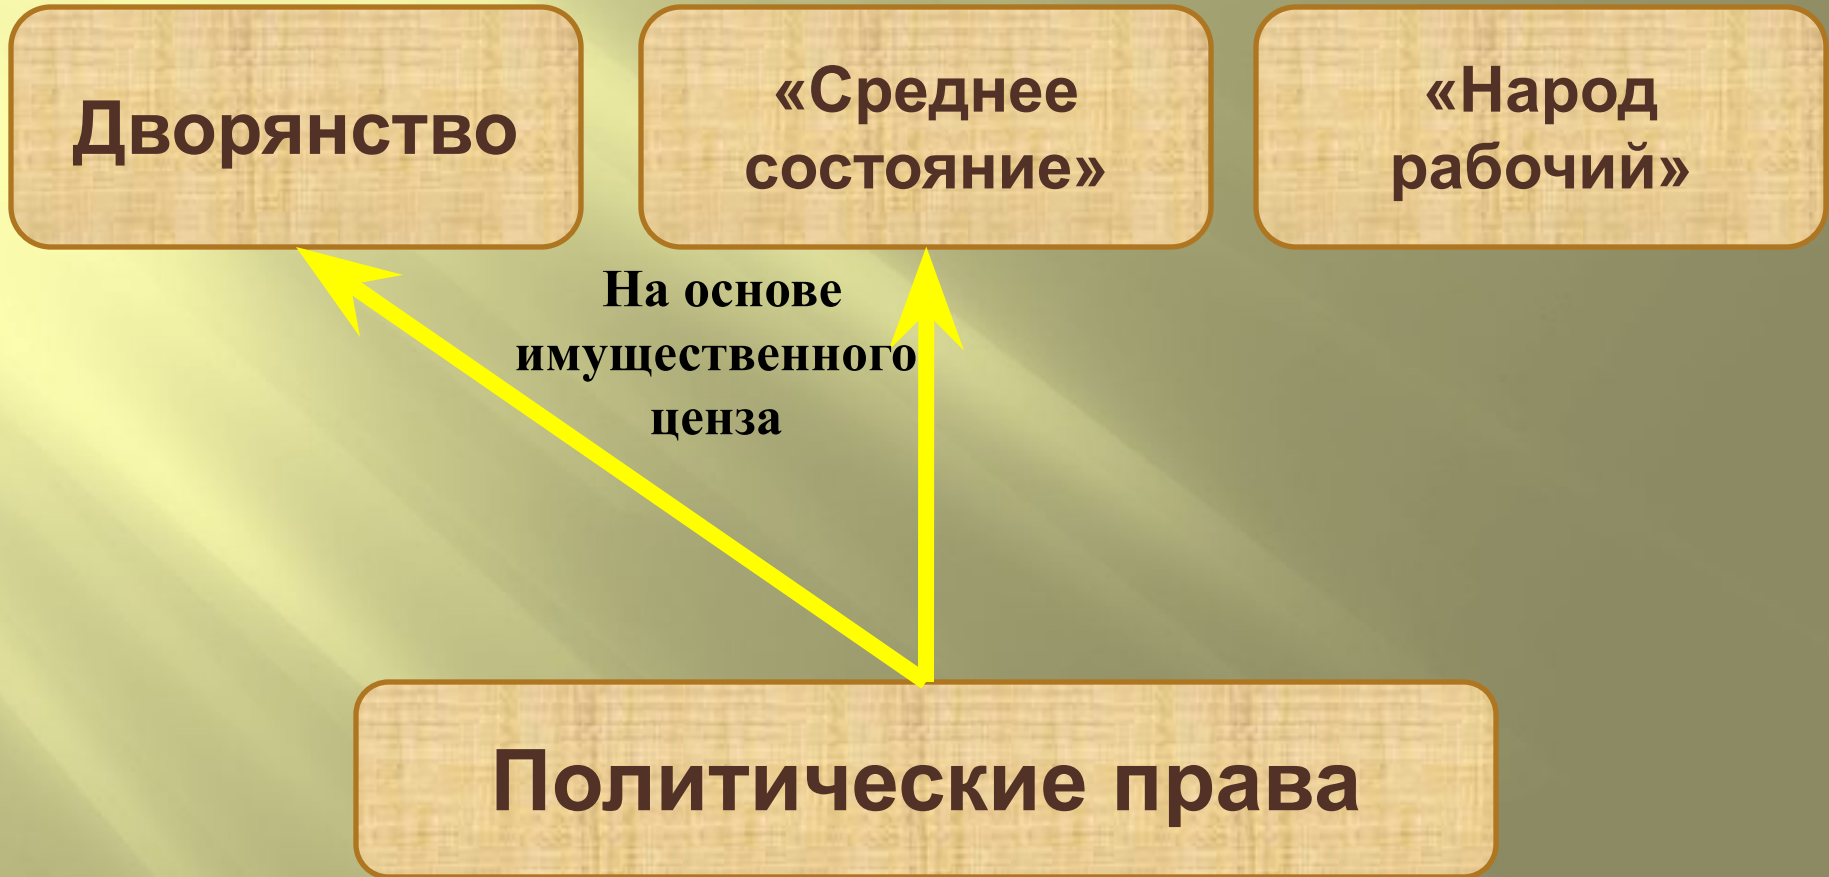 Дворянство
«Среднее
состояние»
«Народ
рабочий»
На основе
имущественного
ценза
Политические права